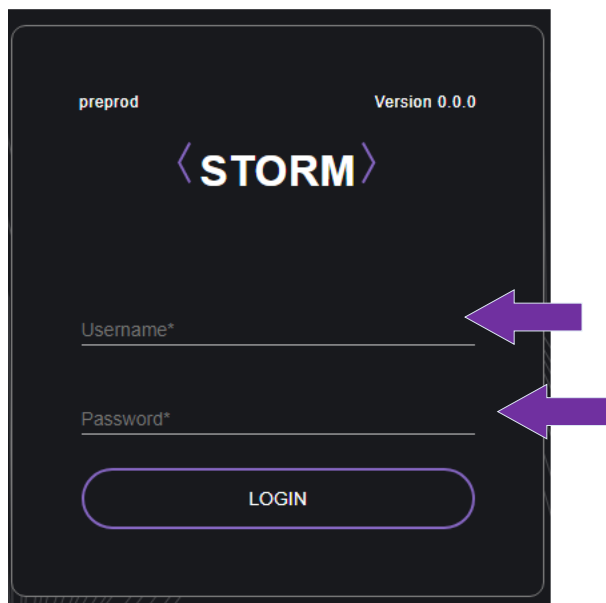 preprod Version 0.0.0
〈STORM〉
Username*
Password*
LOGIN